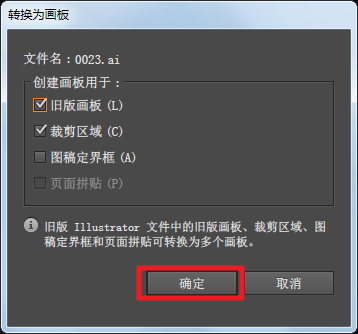 转换为画板
文件名：0023.ai
创建画板用于：
旧版画板(L)
裁剪区域(C)
图稿定界框(A)
页面拼贴(P)
旧版 Illustrator 文件中的旧版画板、裁剪区域、图
稿定界框和页面拼贴可转换为多个画板。
确定
取消